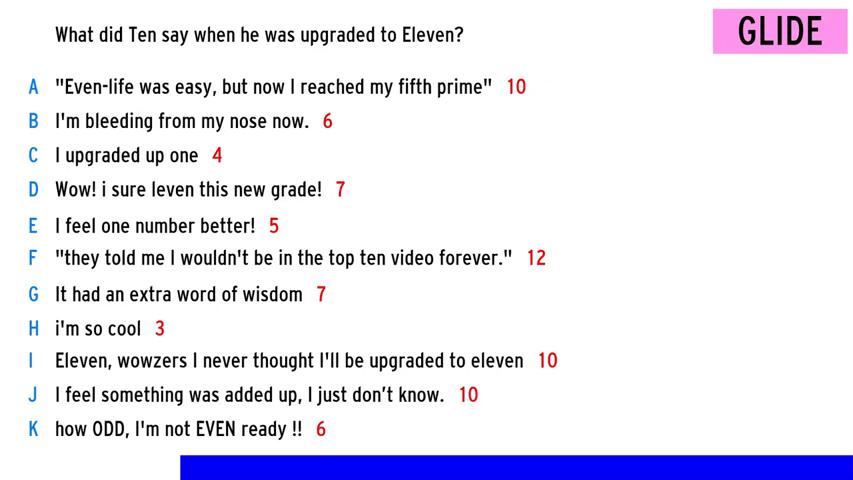 What did Ten say when he was upgraded to Eleven?
GLIDE
A "Even-life was easy, but now I reached my fifth prime" 10
B I'm bleeding from my nose now. 6
C I upgraded up one 4
D Wow! i sure leven this new grade! 7
E I feel one number better! 5
F "they told me I wouldn't be in the top ten video forever." 12
G It had an extra word of wisdom 7
H i'm so cool 3
I Eleven, wowzers I never thought I'll be upgraded to eleven 10
J I feel something was added up, I just don’t know. 10
K how ODD, I'm not EVEN ready !! 6